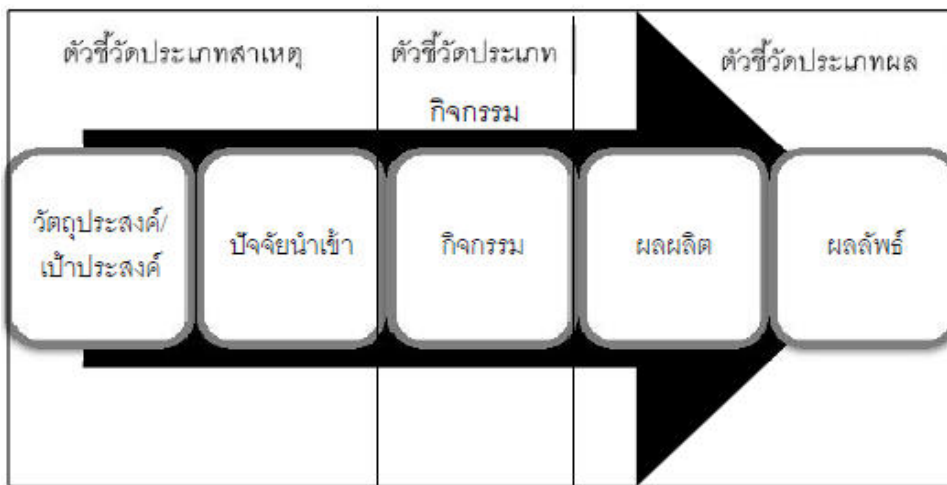 ตัวชี้วัดประเภทสาเหตุ
ตัวชี้วัดประเภท
กิจกรรม
ตัวชี้วัดประเภทผล
วัตถุประสงค์/
เป้าประสงค์
ปัจจัยนำเข้า
กิจกรรม
ผลผลิต
ผลลัพธ์